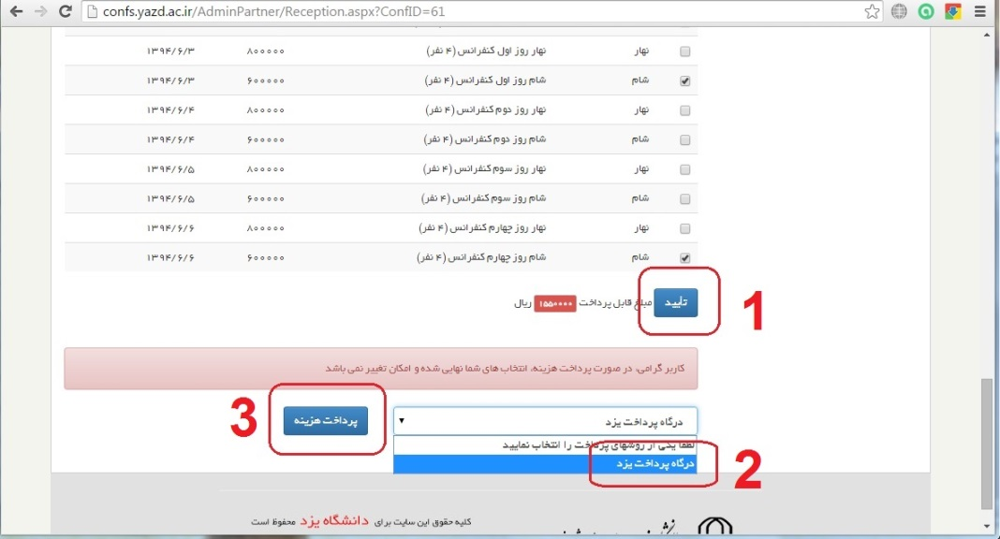 confs.yazd.ac.ir/AdminPartner/Reception.aspx?ConfID=61
نهار نهار روز اول کنفرانس (۴ نفر) ۸۰۰۰۰۰ ۱۳۹۴/۶/۳
شام شام روز اول کنفرانس (۴ نفر) ۶۰۰۰۰۰ ۱۳۹۴/۶/۳
نهار نهار روز دوم کنفرانس (۴ نفر) ۸۰۰۰۰۰ ۱۳۹۴/۶/۴
شام شام روز دوم کنفرانس (۴ نفر) ۶۰۰۰۰۰ ۱۳۹۴/۶/۴
نهار نهار روز سوم کنفرانس (۴ نفر) ۸۰۰۰۰۰ ۱۳۹۴/۶/۵
شام شام روز سوم کنفرانس (۴ نفر) ۶۰۰۰۰۰ ۱۳۹۴/۶/۵
نهار نهار روز چهارم کنفرانس (۴ نفر) ۸۰۰۰۰۰ ۱۳۹۴/۶/۶
شام شام روز چهارم کنفرانس (۴ نفر) ۶۰۰۰۰۰ ۱۳۹۴/۶/۶
1
تایید مبلغ قابل پرداخت ۱۵۵۰۰۰۰ ریال
کاربر گرامی، در صورت پرداخت هزینه، انتخاب های شما نهایی شده و امکان تغییر نمی باشد
درگاه پرداخت یزد
پرداخت هزینه
3
لطفا یکی از روشهای پرداخت را انتخاب نمایید
درگاه پرداخت یزد
2
کلیه حقوق این سایت برای دانشگاه یزد محفوظ است